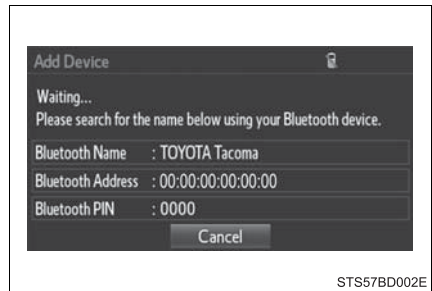 Add Device
Waiting...
Please search for the name below using your Bluetooth device.
Bluetooth Name : TOYOTA Tacoma
Bluetooth Address : 00:00:00:00:00:00
Bluetooth PIN : 0000
Cancel
STS57BD002E